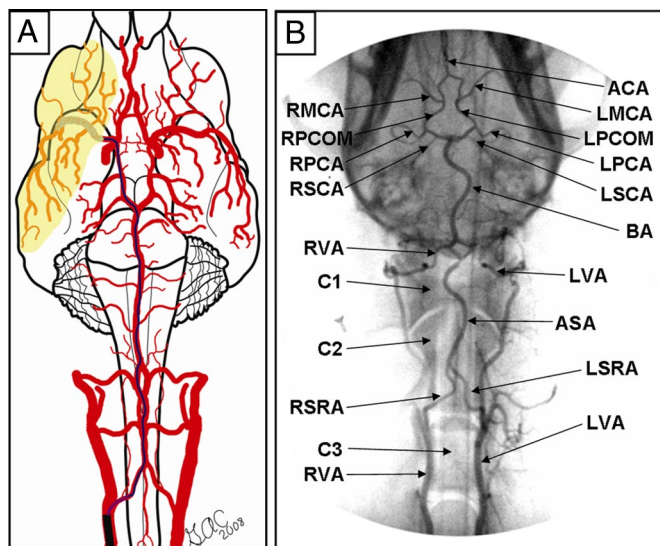 A
GAC
2008
B
ACA
RMCA
LMCA
RPCOM
LPCOM
RPCA
LPCA
RSCA
LSCA
BA
RVA
LVA
C1
ASA
C2
LSRA
RSRA
LVA
C3
RVA